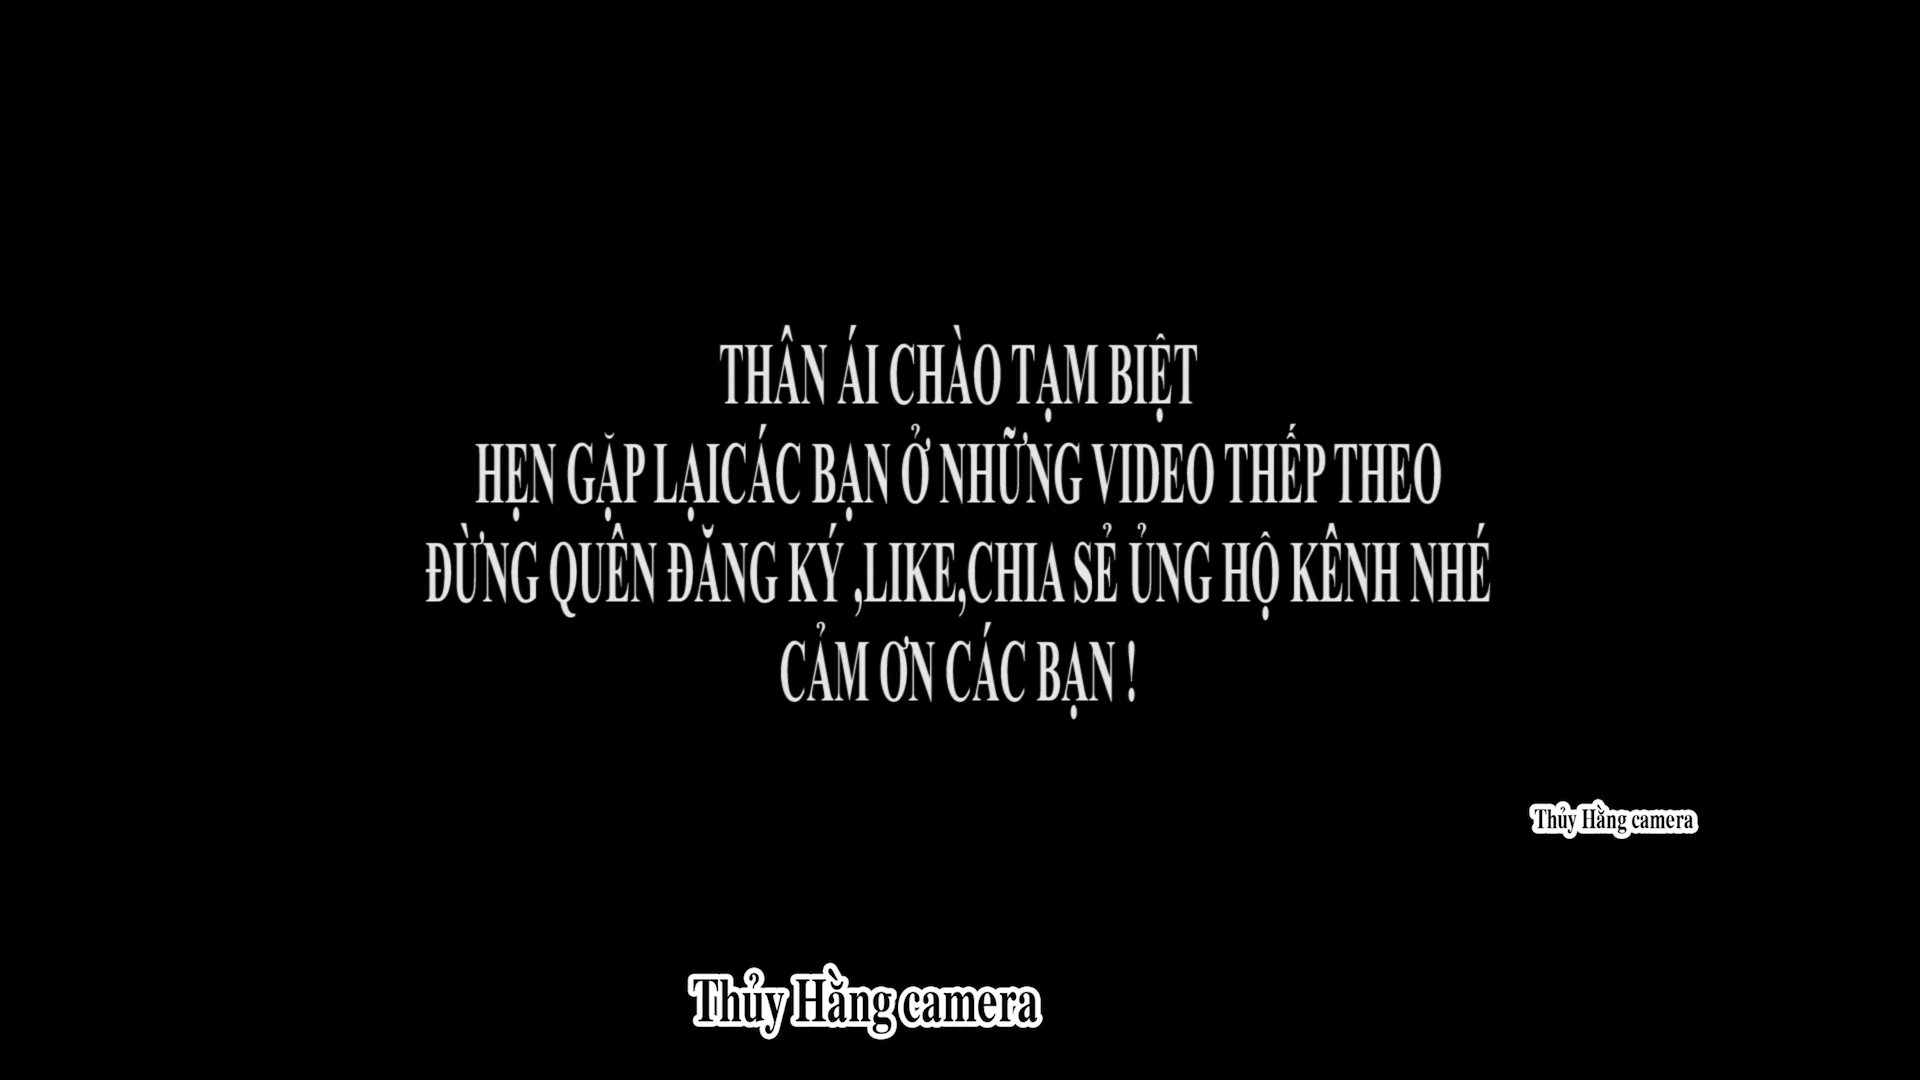 THÂN ÁI CHÀO TẠM BIỆT
HẸN GẶP LẠICÁC BẠN Ở NHỮNG VIDEO THẾP THEO
ĐỪNG QUÊN ĐĂNG KÝ ,LIKE,CHIA SẺ ỦNG HỘ KÊNH NHÉ
CẢM ƠN CÁC BẠN !
Thủy Hằng camera
Thủy Hằng camera